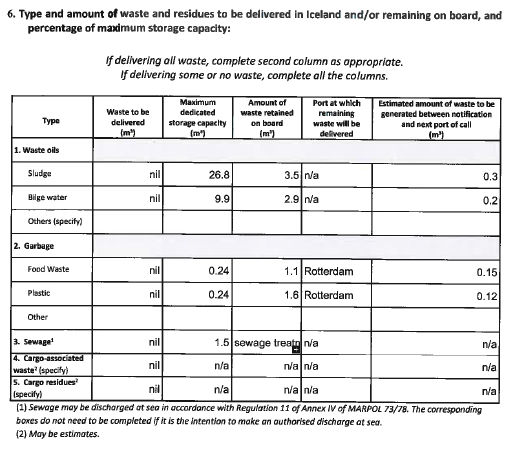 6. Type and amount of waste and residues to be delivered in Iceland and/or remaining on board, and
percentage of maximum storage capacity:
If delivering all waste, complete second column as appropriate.
If delivering some or no waste, complete all the columns.
Type | Waste to be delivered (m³) | Maximum dedicated storage capacity (m³) | Amount of waste retained on board (m³) | Port at which remaining waste will be delivered | Estimated amount of waste to be generated between notification and next port of call (m³)
1. Waste oils
Sludge | nil | 26.8 | 3.5 | n/a | 0.3
Bilge water | nil | 9.9 | 2.9 | n/a | 0.2
Others (specify)
2. Garbage
Food Waste | nil | 0.24 | 1.1 | Rotterdam | 0.15
Plastic | nil | 0.24 | 1.6 | Rotterdam | 0.12
Other
3. Sewage¹ | nil | 1.5 | sewage treatm | n/a | n/a
4. Cargo-associated waste² (specify) | nil | n/a | n/a | n/a | n/a
5. Cargo residues² (specify) | nil | n/a | n/a | n/a | n/a
(1) Sewage may be discharged at sea in accordance with Regulation 11 of Annex IV of MARPOL 73/78. The corresponding
boxes do not need to be completed if it is the intention to make an authorised discharge at sea.
(2) May be estimates.